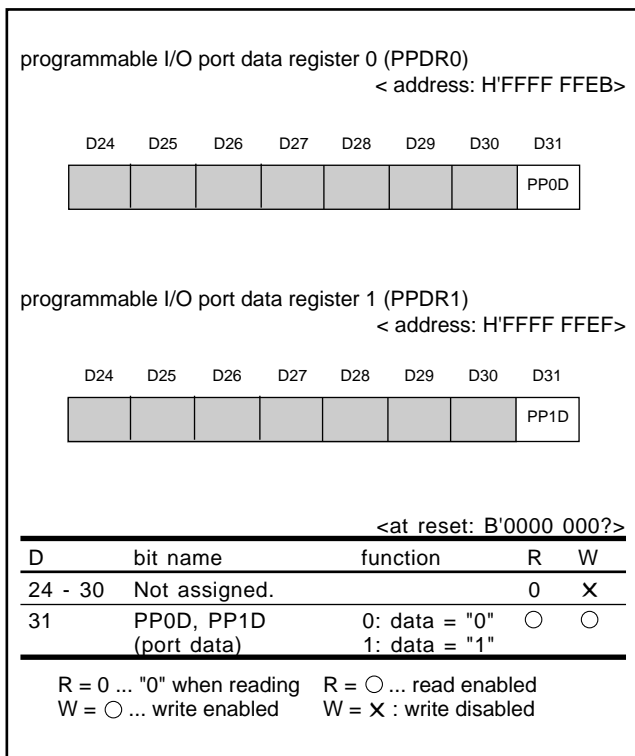 programmable I/O port data register 0 (PPDR0)
< address: H'FFFF FFEB>
D24 D25 D26 D27 D28 D29 D30 D31
PP0D
programmable I/O port data register 1 (PPDR1)
< address: H'FFFF FFEF>
D24 D25 D26 D27 D28 D29 D30 D31
PP1D
<at reset: B'0000 000?>
D bit name function R W
24 - 30 Not assigned. 0 ×
31 PP0D, PP1D 0: data = "0" ○ ○
(port data) 1: data = "1"
R = 0 ... "0" when reading R = ○ ... read enabled
W = ○ ... write enabled W = × : write disabled